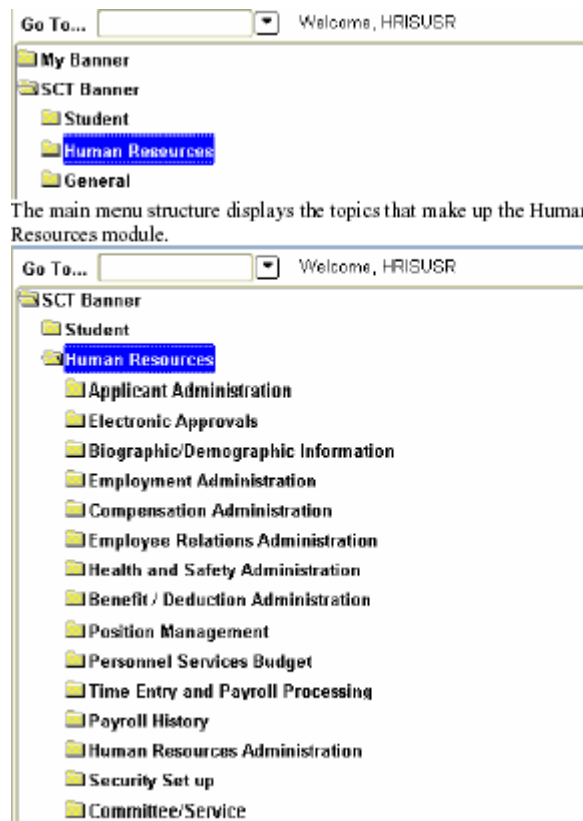 Go To... Welcome, HRISUSR
My Banner
SCT Banner
Student
Human Resources
General
The main menu structure displays the topics that make up the Human
Resources module.
Go To... Welcome, HRISUSR
SCT Banner
Student
Human Resources
Applicant Administration
Electronic Approvals
Biographic/Demographic Information
Employment Administration
Compensation Administration
Employee Relations Administration
Health and Safety Administration
Benefit / Deduction Administration
Position Management
Personnel Services Budget
Time Entry and Payroll Processing
Payroll History
Human Resources Administration
Security Set up
Committee/Service